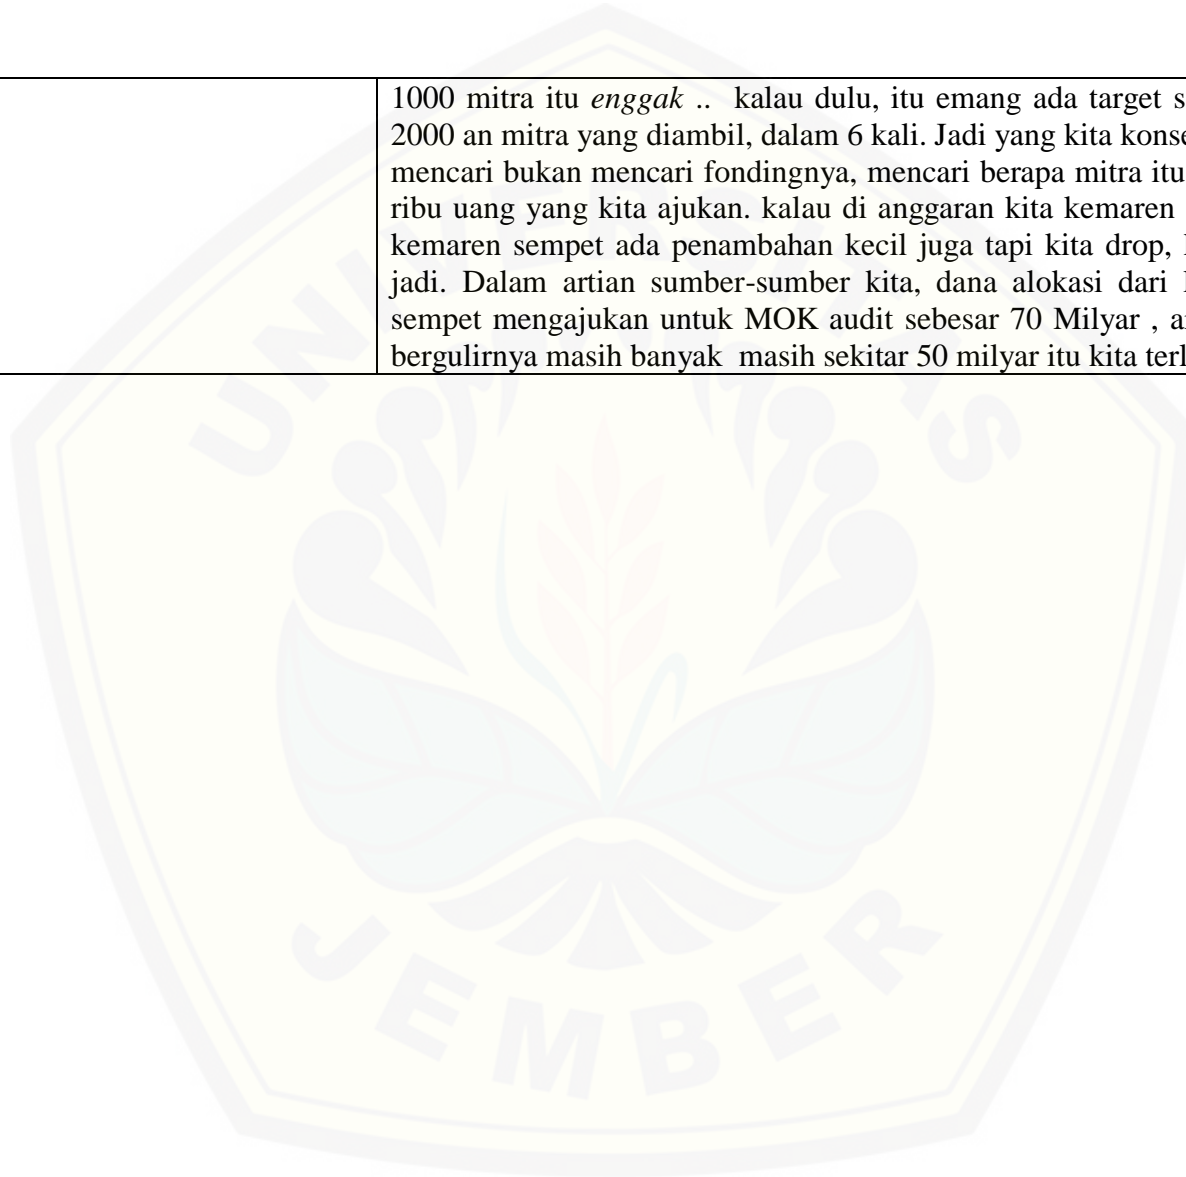 1000 mitra itu enggak .. kalau dulu, itu emang ada target
2000 an mitra yang diambil, dalam 6 kali. Jadi yang kita
mencari bukan mencari fondingnya, mencari berapa mitra itu
ribu uang yang kita ajukan. kalau di anggaran kita kemaren
kemaren sempet ada penambahan kecil juga tapi kita drop,
jadi. Dalam artian sumber-sumber kita, dana alokasi dari
sempet mengajukan untuk MOK audit sebesar 70 Milyar ,
bergulirnya masih banyak masih sekitar 50 milyar itu kita
UNIVERSITAS
JEMBER